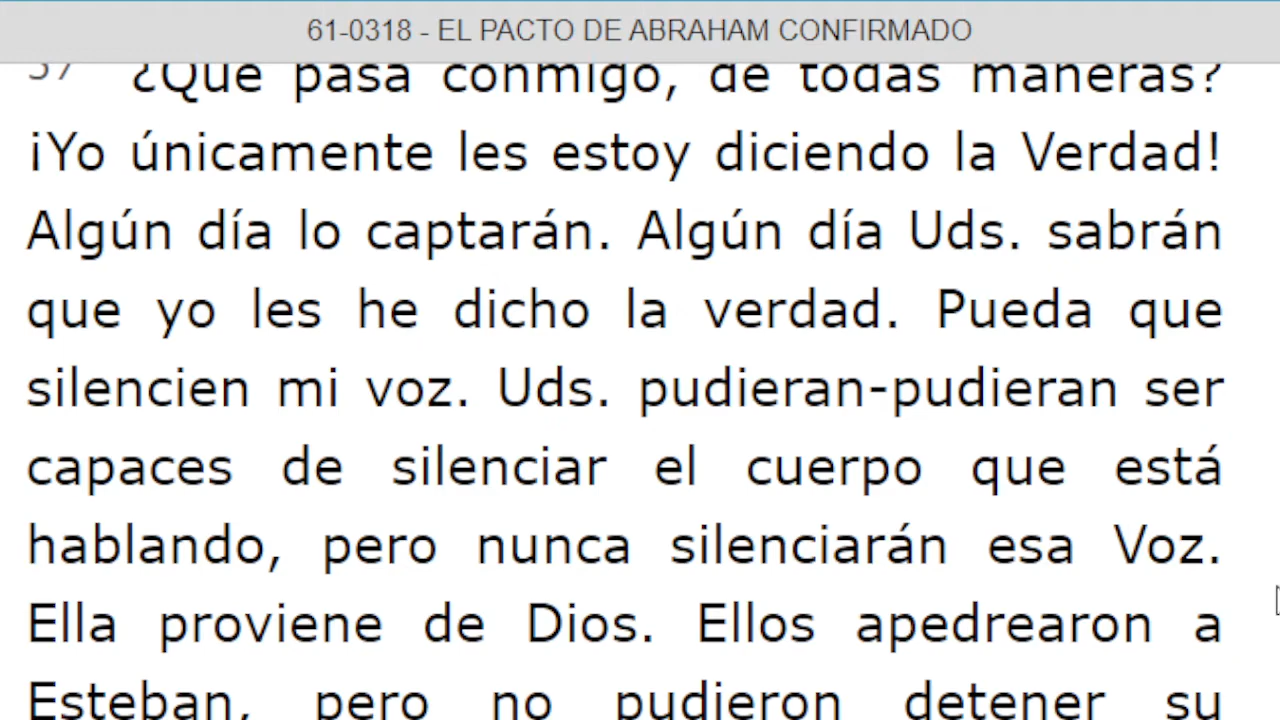 61-0318 - EL PACTO DE ABRAHAM CONFIRMADO
57 ¿Qué pasa conmigo, de todas maneras?
¡Yo únicamente les estoy diciendo la Verdad!
Algún día lo captarán. Algún día Uds. sabrán
que yo les he dicho la verdad. Pueda que
silencien mi voz. Uds. pudieran-pudieran ser
capaces de silenciar el cuerpo que está
hablando, pero nunca silenciarán esa Voz.
Ella proviene de Dios. Ellos apedrearon a
Esteban, pero no pudieron detener su